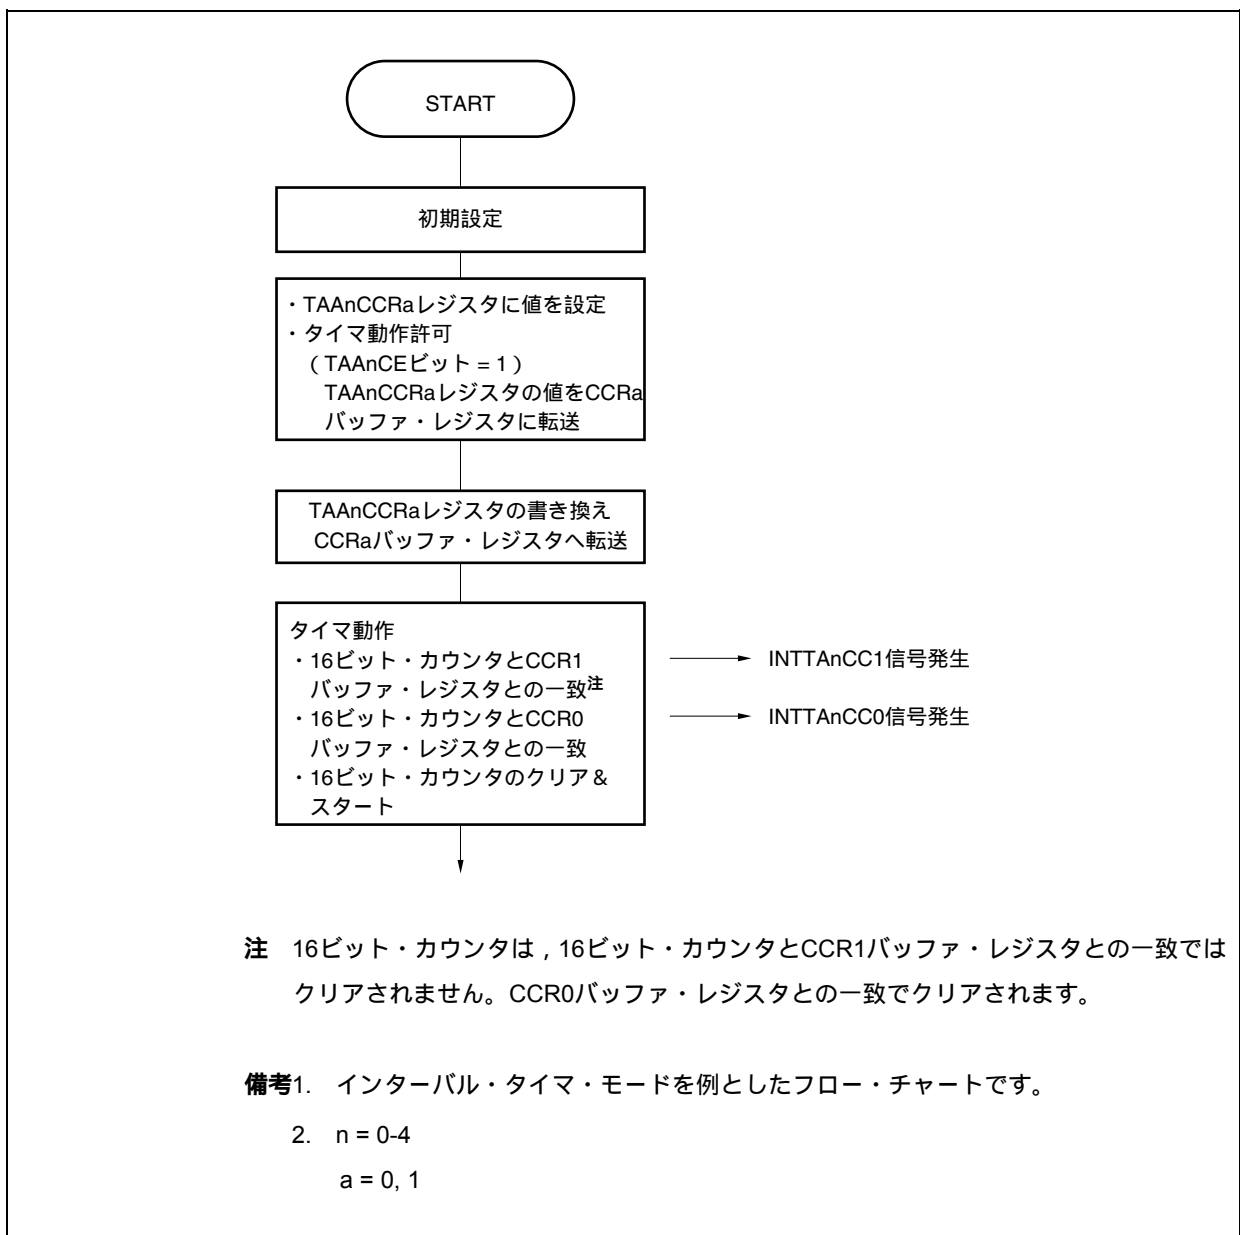 START
初期設定
・TAAnCCRaレジスタに値を設定
・タイマ動作許可
（TAAnCEビット = 1）
TAAnCCRaレジスタの値をCCRa
バッファ・レジスタに転送
TAAnCCRaレジスタの書き換え
CCRaバッファ・レジスタへ転送
タイマ動作
・16ビット・カウンタとCCR1
バッファ・レジスタとの一致注
・16ビット・カウンタとCCR0
バッファ・レジスタとの一致
・16ビット・カウンタのクリア＆
スタート
INTTAnCC1信号発生
INTTAnCC0信号発生
注 16ビット・カウンタは，16ビット・カウンタとCCR1バッファ・レジスタとの一致では
クリアされません。CCR0バッファ・レジスタとの一致でクリアされます。
備考1. インターバル・タイマ・モードを例としたフロー・チャートです。
2. n = 0-4
a = 0, 1